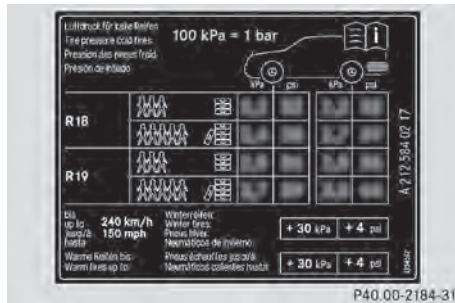 Luftdruck für kalte Reifen
Tire pressure cold tires
Pression des pneus froid
Presión de inflado
100 kPa = 1 bar
i
kPa psi kPa psi
R18
R19
A 212 584 02 17
bis
up to
jusqu'à
hasta
240 km/h
150 mph
Winterreifen:
Winter tires:
Pneus hiver:
Neumáticos de invierno:
+ 30 kPa + 4 psi
Warme Reifen bis:
Warm tires up to:
Pneus échauffés jusqu'à:
Neumáticos calientes hasta:
+ 30 kPa + 4 psi
P40.00-2184-31